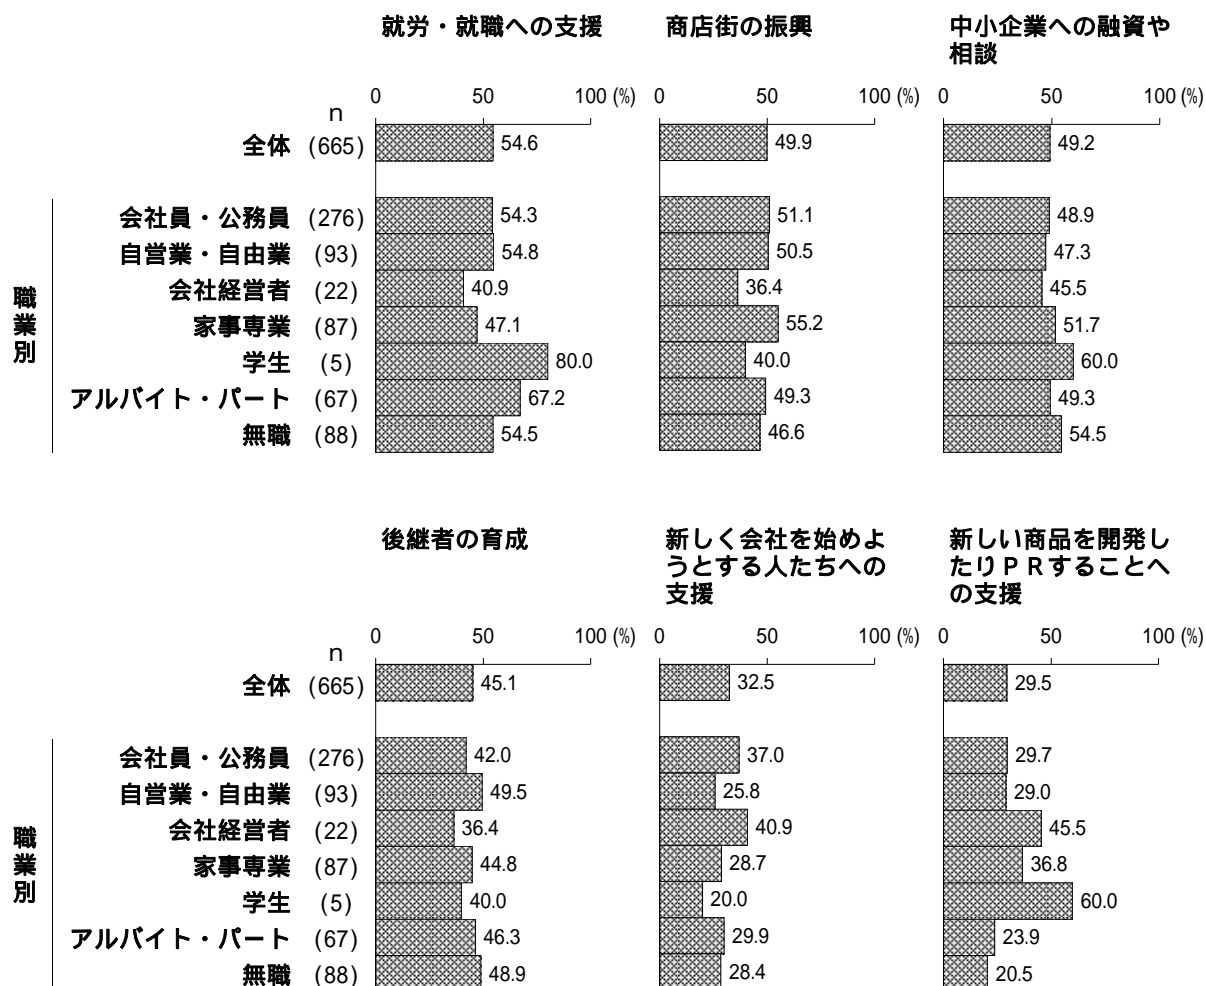 就労・就職への支援 商店街の振興 中小企業への融資や
相談
0 50 100 (%) 0 50 100 (%) 0 50 100 (%)
n
全体 (665) 54.6 49.9 49.2
職業別
会社員・公務員 (276) 54.3 51.1 48.9
自営業・自由業 (93) 54.8 50.5 47.3
会社経営者 (22) 40.9 36.4 45.5
家事専業 (87) 47.1 55.2 51.7
学生 (5) 80.0 40.0 60.0
アルバイト・パート (67) 67.2 49.3 49.3
無職 (88) 54.5 46.6 54.5
後継者の育成 新しく会社を始めよ 新しい商品を開発し
うとする人たちへの たりＰＲすることへ
支援 の支援
0 50 100 (%) 0 50 100 (%) 0 50 100 (%)
n
全体 (665) 45.1 32.5 29.5
職業別
会社員・公務員 (276) 42.0 37.0 29.7
自営業・自由業 (93) 49.5 25.8 29.0
会社経営者 (22) 36.4 40.9 45.5
家事専業 (87) 44.8 28.7 36.8
学生 (5) 40.0 20.0 60.0
アルバイト・パート (67) 46.3 29.9 23.9
無職 (88) 48.9 28.4 20.5